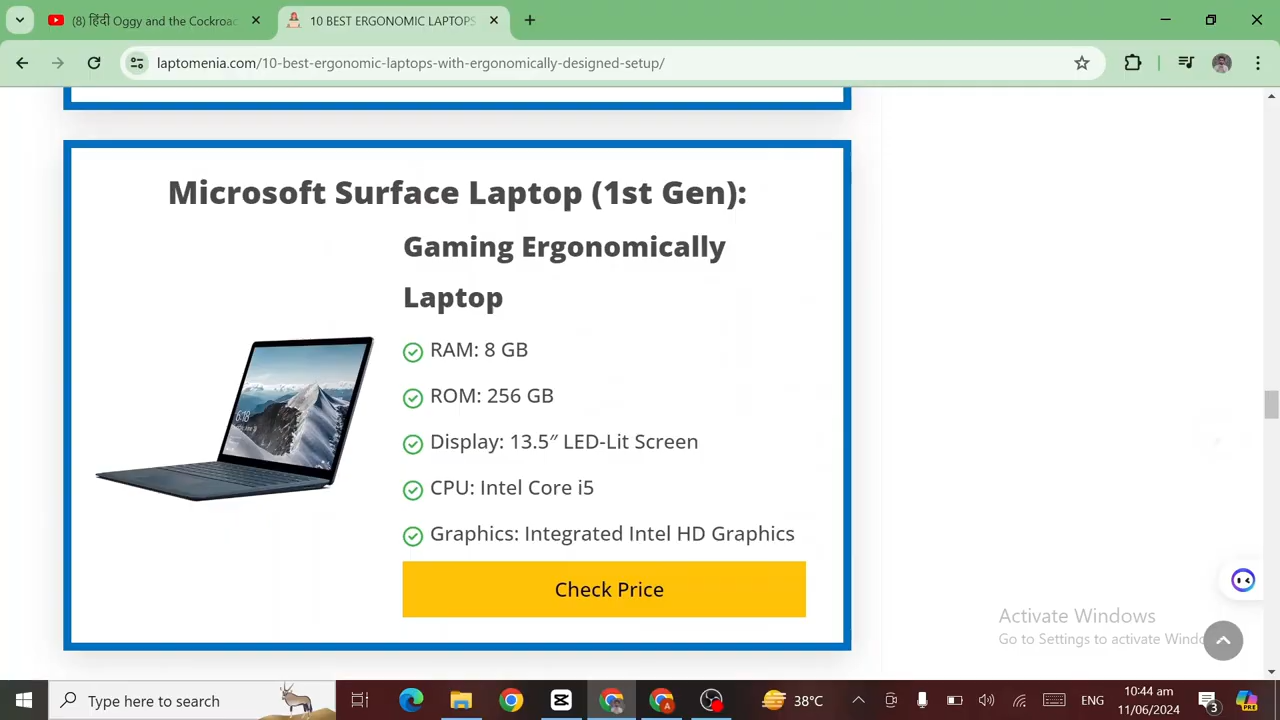 (8) हिंदी Oggy and the Cockroac
10 BEST ERGONOMIC LAPTOPS
laptomenia.com/10-best-ergonomic-laptops-with-ergonomically-designed-setup/
Microsoft Surface Laptop (1st Gen):
Gaming Ergonomically
Laptop
RAM: 8 GB
ROM: 256 GB
Display: 13.5″ LED-Lit Screen
CPU: Intel Core i5
Graphics: Integrated Intel HD Graphics
Check Price
Activate Windows
Go to Settings to activate Windo
Type here to search
38°C
ENG
10:44 am
11/06/2024
3
PRE